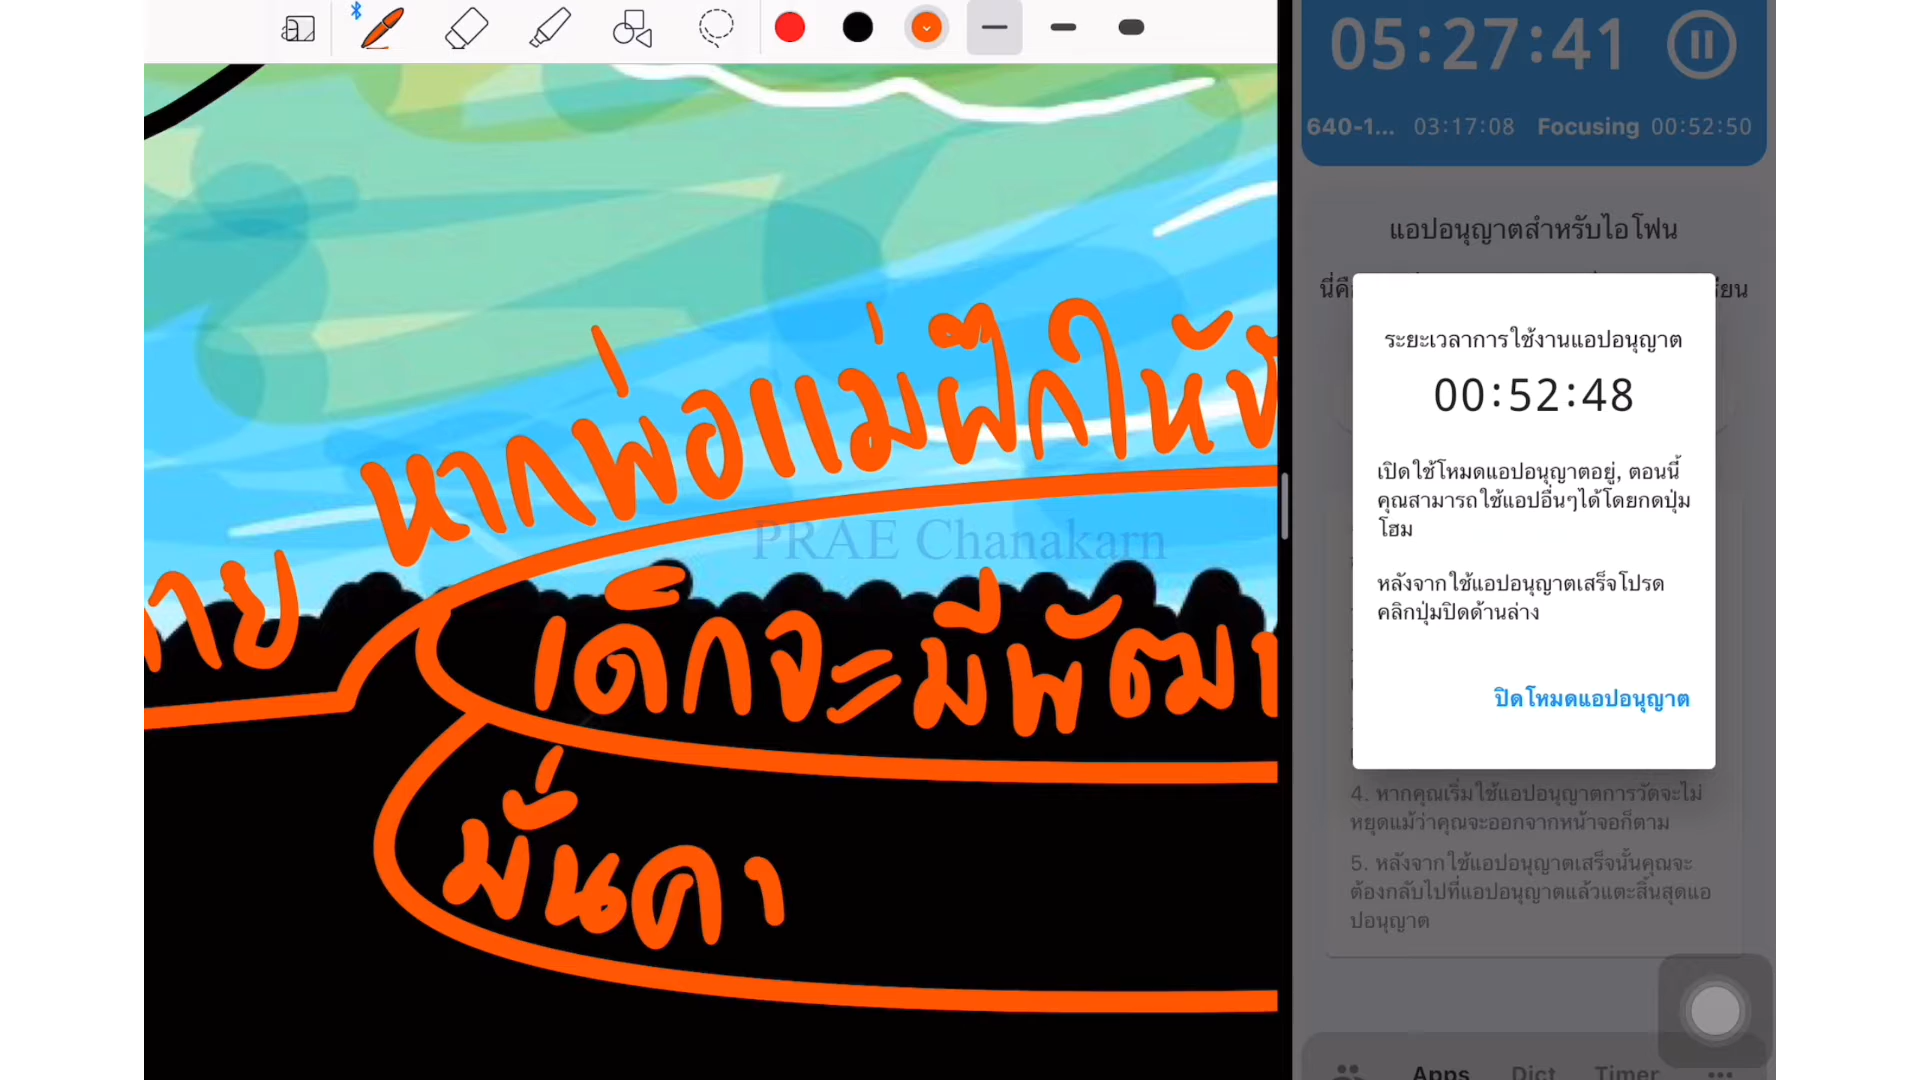 หากพ่อแม่ฝึกให้
PRAE Chanakarn
เด็กจะมีพัฒ
มั่นคา
05:27:41
640-1... 03:17:08 Focusing 00:52:50
แอปอนุญาตสำหรับไอโฟน
ระยะเวลาการใช้งานแอปอนุญาต
00:52:48
เปิดใช้โหมดแอปอนุญาตอยู่, ตอนนี้
คุณสามารถใช้แอปอื่นๆได้โดยกดปุ่ม
โฮม
หลังจากใช้แอปอนุญาตเสร็จโปรด
คลิกปุ่มปิดด้านล่าง
ปิดโหมดแอปอนุญาต
4. หากคุณเริ่มใช้แอปอนุญาตการวัดจะไม่
หยุดแม้ว่าคุณจะออกจากหน้าจอก็ตาม
5. หลังจากใช้แอปอนุญาตเสร็จนั้นคุณจะ
ต้องกลับไปที่แอปอนุญาตแล้วแตะสิ้นสุดแอ
ปอนุญาต
Apps Dict Timer